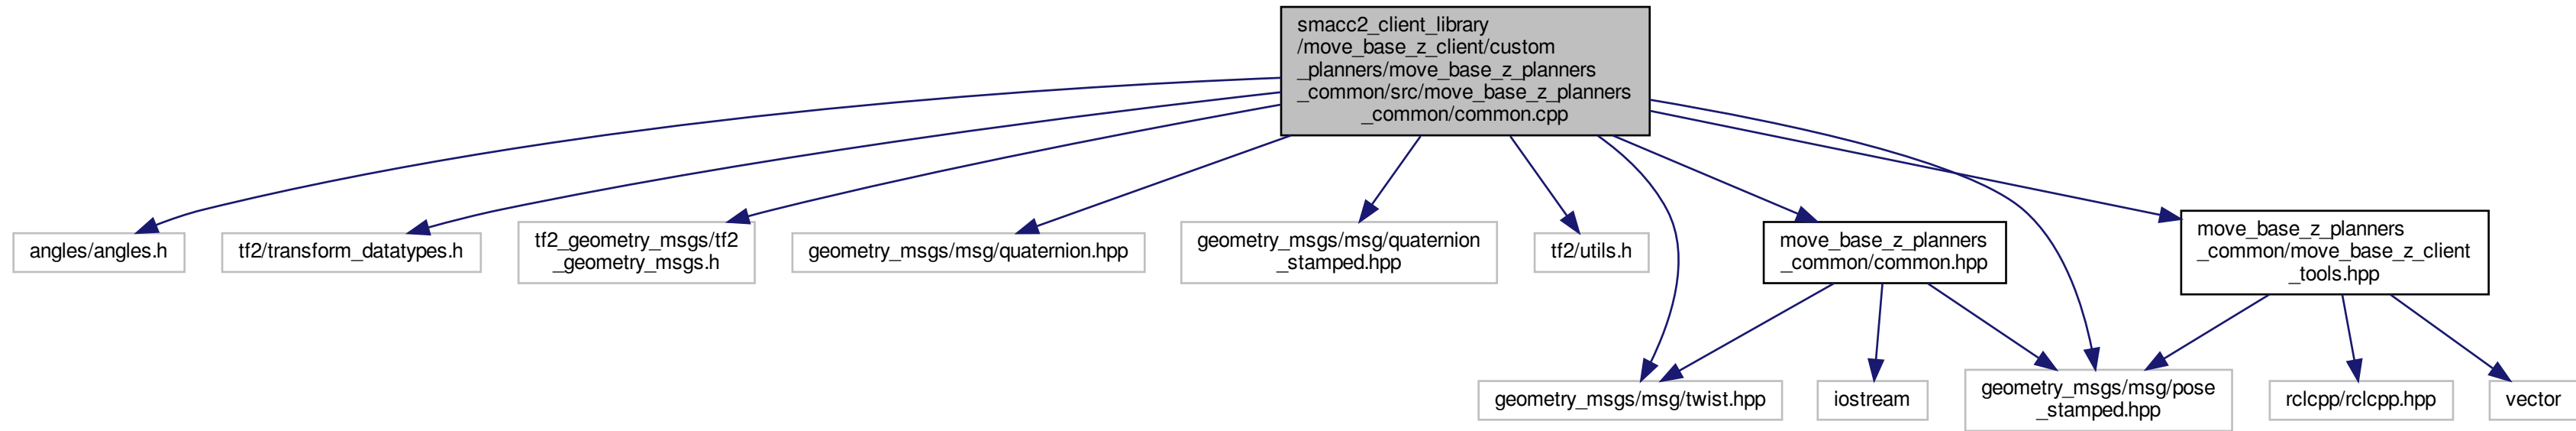 smacc2_client_library
/move_base_z_client/custom
_planners/move_base_z_planners
_common/src/move_base_z_planners
_common/common.cpp
angles/angles.h
tf2/transform_datatypes.h
tf2_geometry_msgs/tf2
_geometry_msgs.h
geometry_msgs/msg/quaternion.hpp
geometry_msgs/msg/quaternion
_stamped.hpp
tf2/utils.h
move_base_z_planners
_common/common.hpp
move_base_z_planners
_common/move_base_z_client
_tools.hpp
geometry_msgs/msg/twist.hpp
iostream
geometry_msgs/msg/pose
_stamped.hpp
rclcpp/rclcpp.hpp
vector